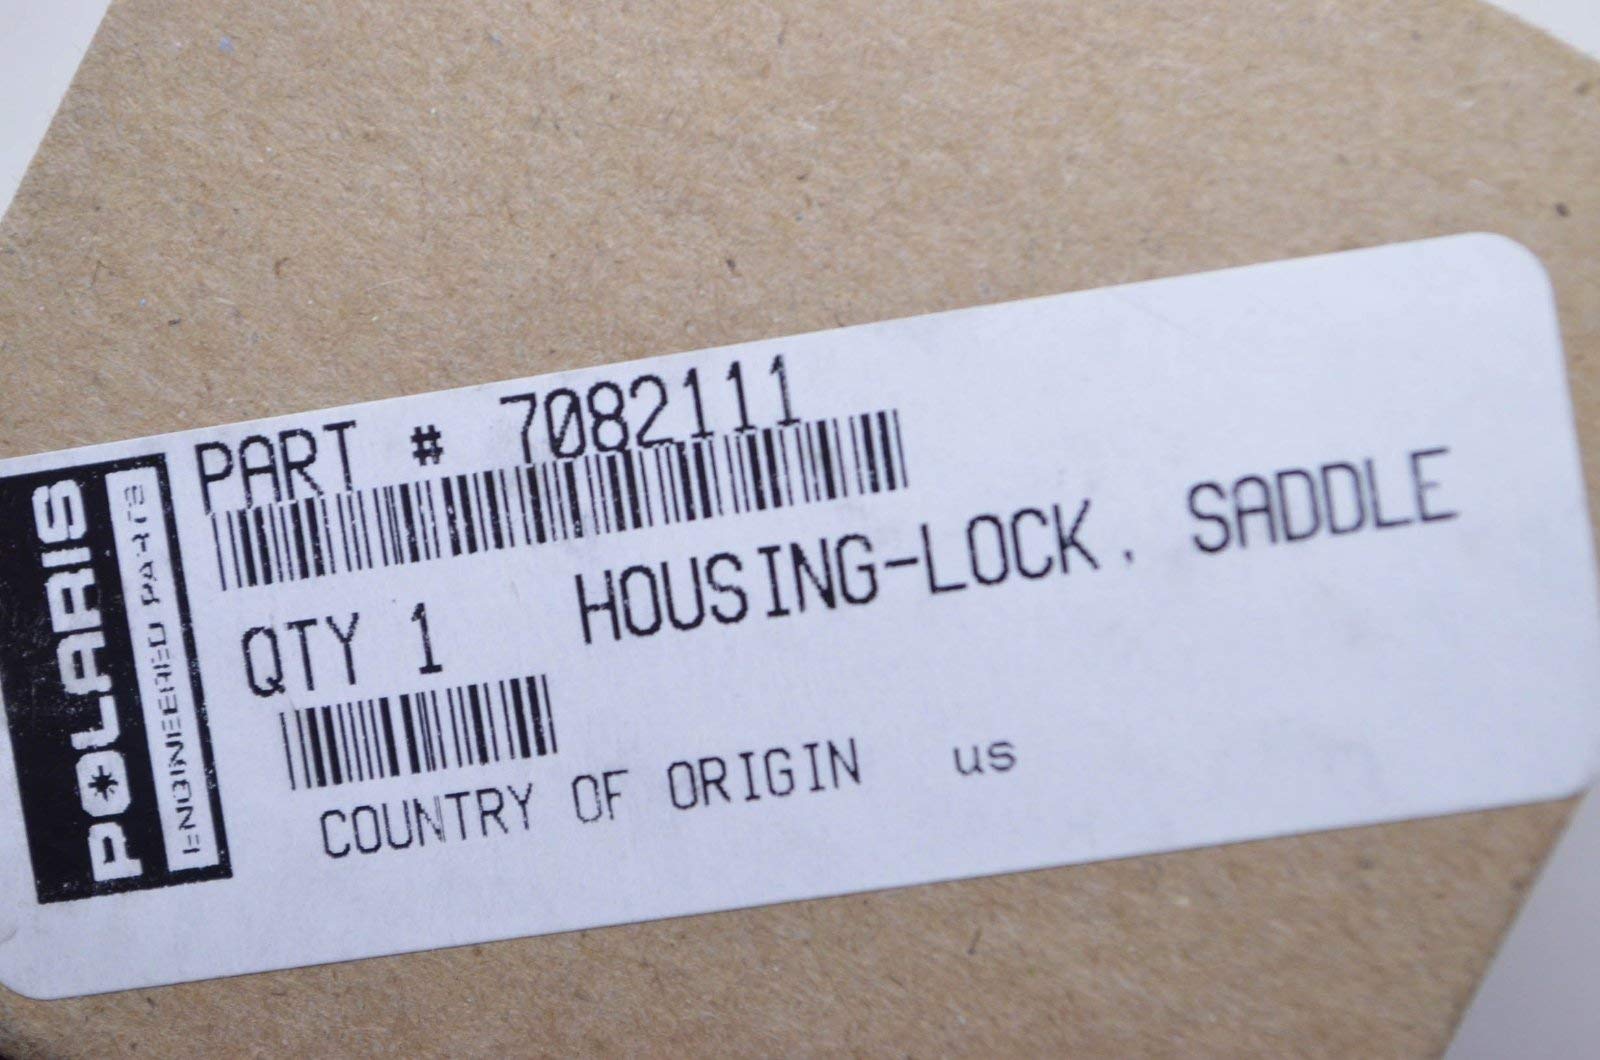 POLARIS
ENGINEERED PARTS
PART # 7082111
QTY 1 HOUSING-LOCK, SADDLE
COUNTRY OF ORIGIN us